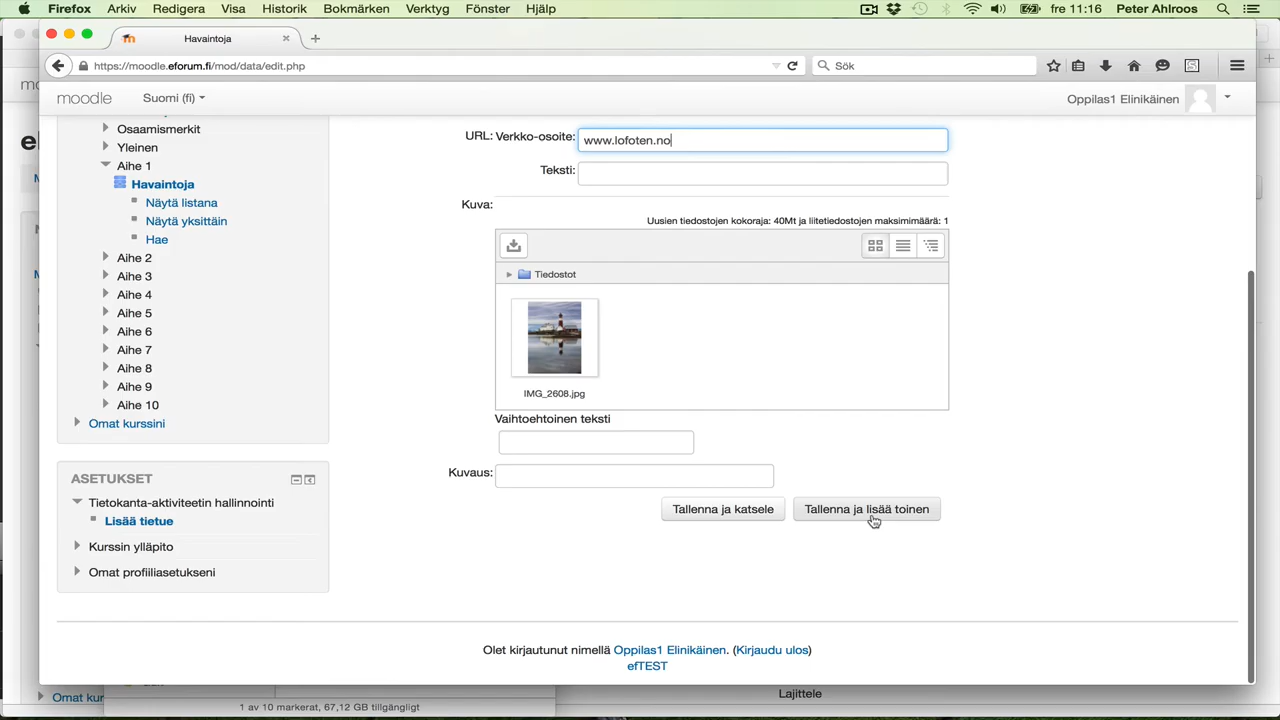 Firefox Arkiv Redigera Visa Historik Bokmärken Verktyg Fönster Hjälp fre 11:16 Peter Ahlroos
Havaintoja
https://moodle.eforum.fi/mod/data/edit.php
Sök
moodle Suomi (fi) Oppilas1 Elinikäinen
Osaamismerkit
Yleinen
Aihe 1
Havaintoja
Näytä listana
Näytä yksittäin
Hae
Aihe 2
Aihe 3
Aihe 4
Aihe 5
Aihe 6
Aihe 7
Aihe 8
Aihe 9
Aihe 10
Omat kurssini
ASETUKSET
Tietokanta-aktiviteetin hallinnointi
Lisää tietue
Kurssin ylläpito
Omat profiiliasetukseni
URL: Verkko-osoite: www.lofoten.no
Teksti:
Kuva:
Uusien tiedostojen kokoraja: 40Mt ja liitetiedostojen maksimimäärä: 1
Tiedostot
IMG_2608.jpg
Vaihtoehtoinen teksti
Kuvaus:
Tallenna ja katsele Tallenna ja lisää toinen
Olet kirjautunut nimellä Oppilas1 Elinikäinen. (Kirjaudu ulos)
efTEST
Omat kur
Lajittele
1 av 10 markerat, 67,12 GB tillgängligt